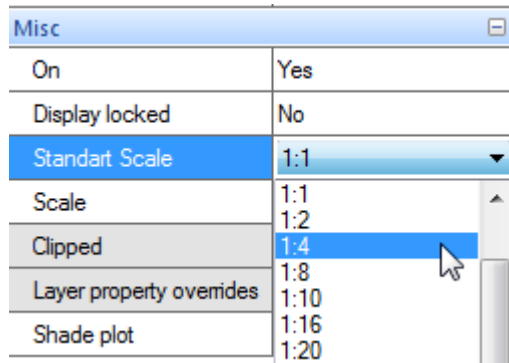 Misc
On Yes
Display locked No
Standart Scale 1:1
Scale 1:1
1:2
Clipped 1:4
1:8
Layer property overrides 1:10
Shade plot 1:16
1:20